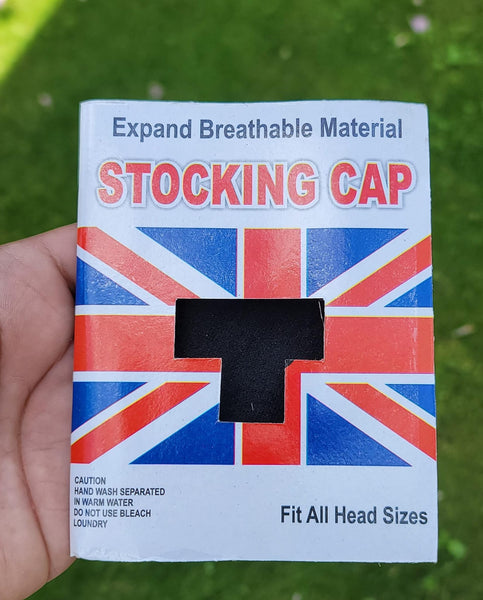 Expand Breathable Material
STOCKING CAP
CAUTION
HAND WASH SEPARATED
IN WARM WATER
DO NOT USE BLEACH
LOUNDRY
Fit All Head Sizes